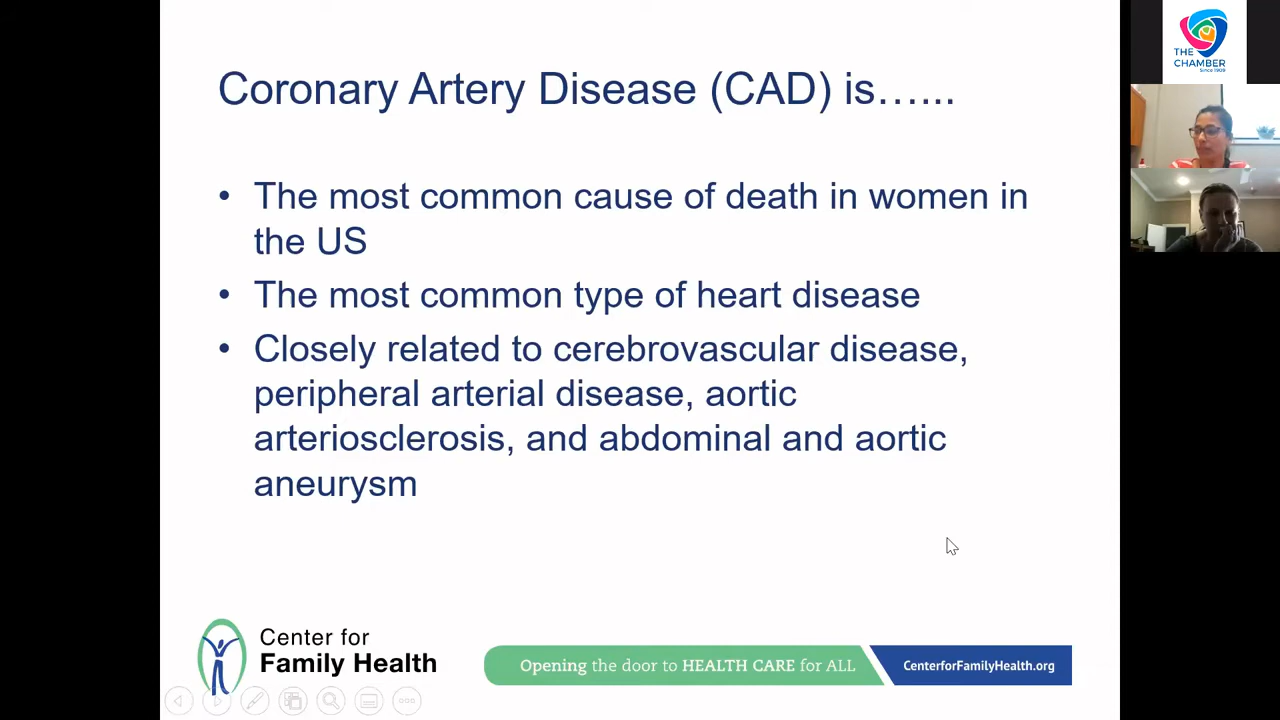 Coronary Artery Disease (CAD) is…...
• The most common cause of death in women in
the US
• The most common type of heart disease
• Closely related to cerebrovascular disease,
peripheral arterial disease, aortic
arteriosclerosis, and abdominal and aortic
aneurysm
Center for
Family Health
Opening the door to HEALTH CARE for ALL
CenterforFamilyHealth.org
THE
CHAMBER
Since 1909